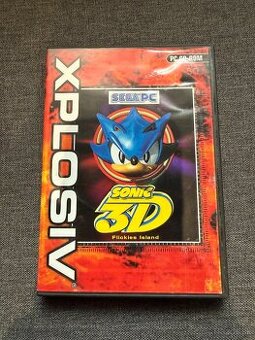 PC CD-ROM
XPLOSIV
SEGA PC
SONIC
3D
Flickies Island